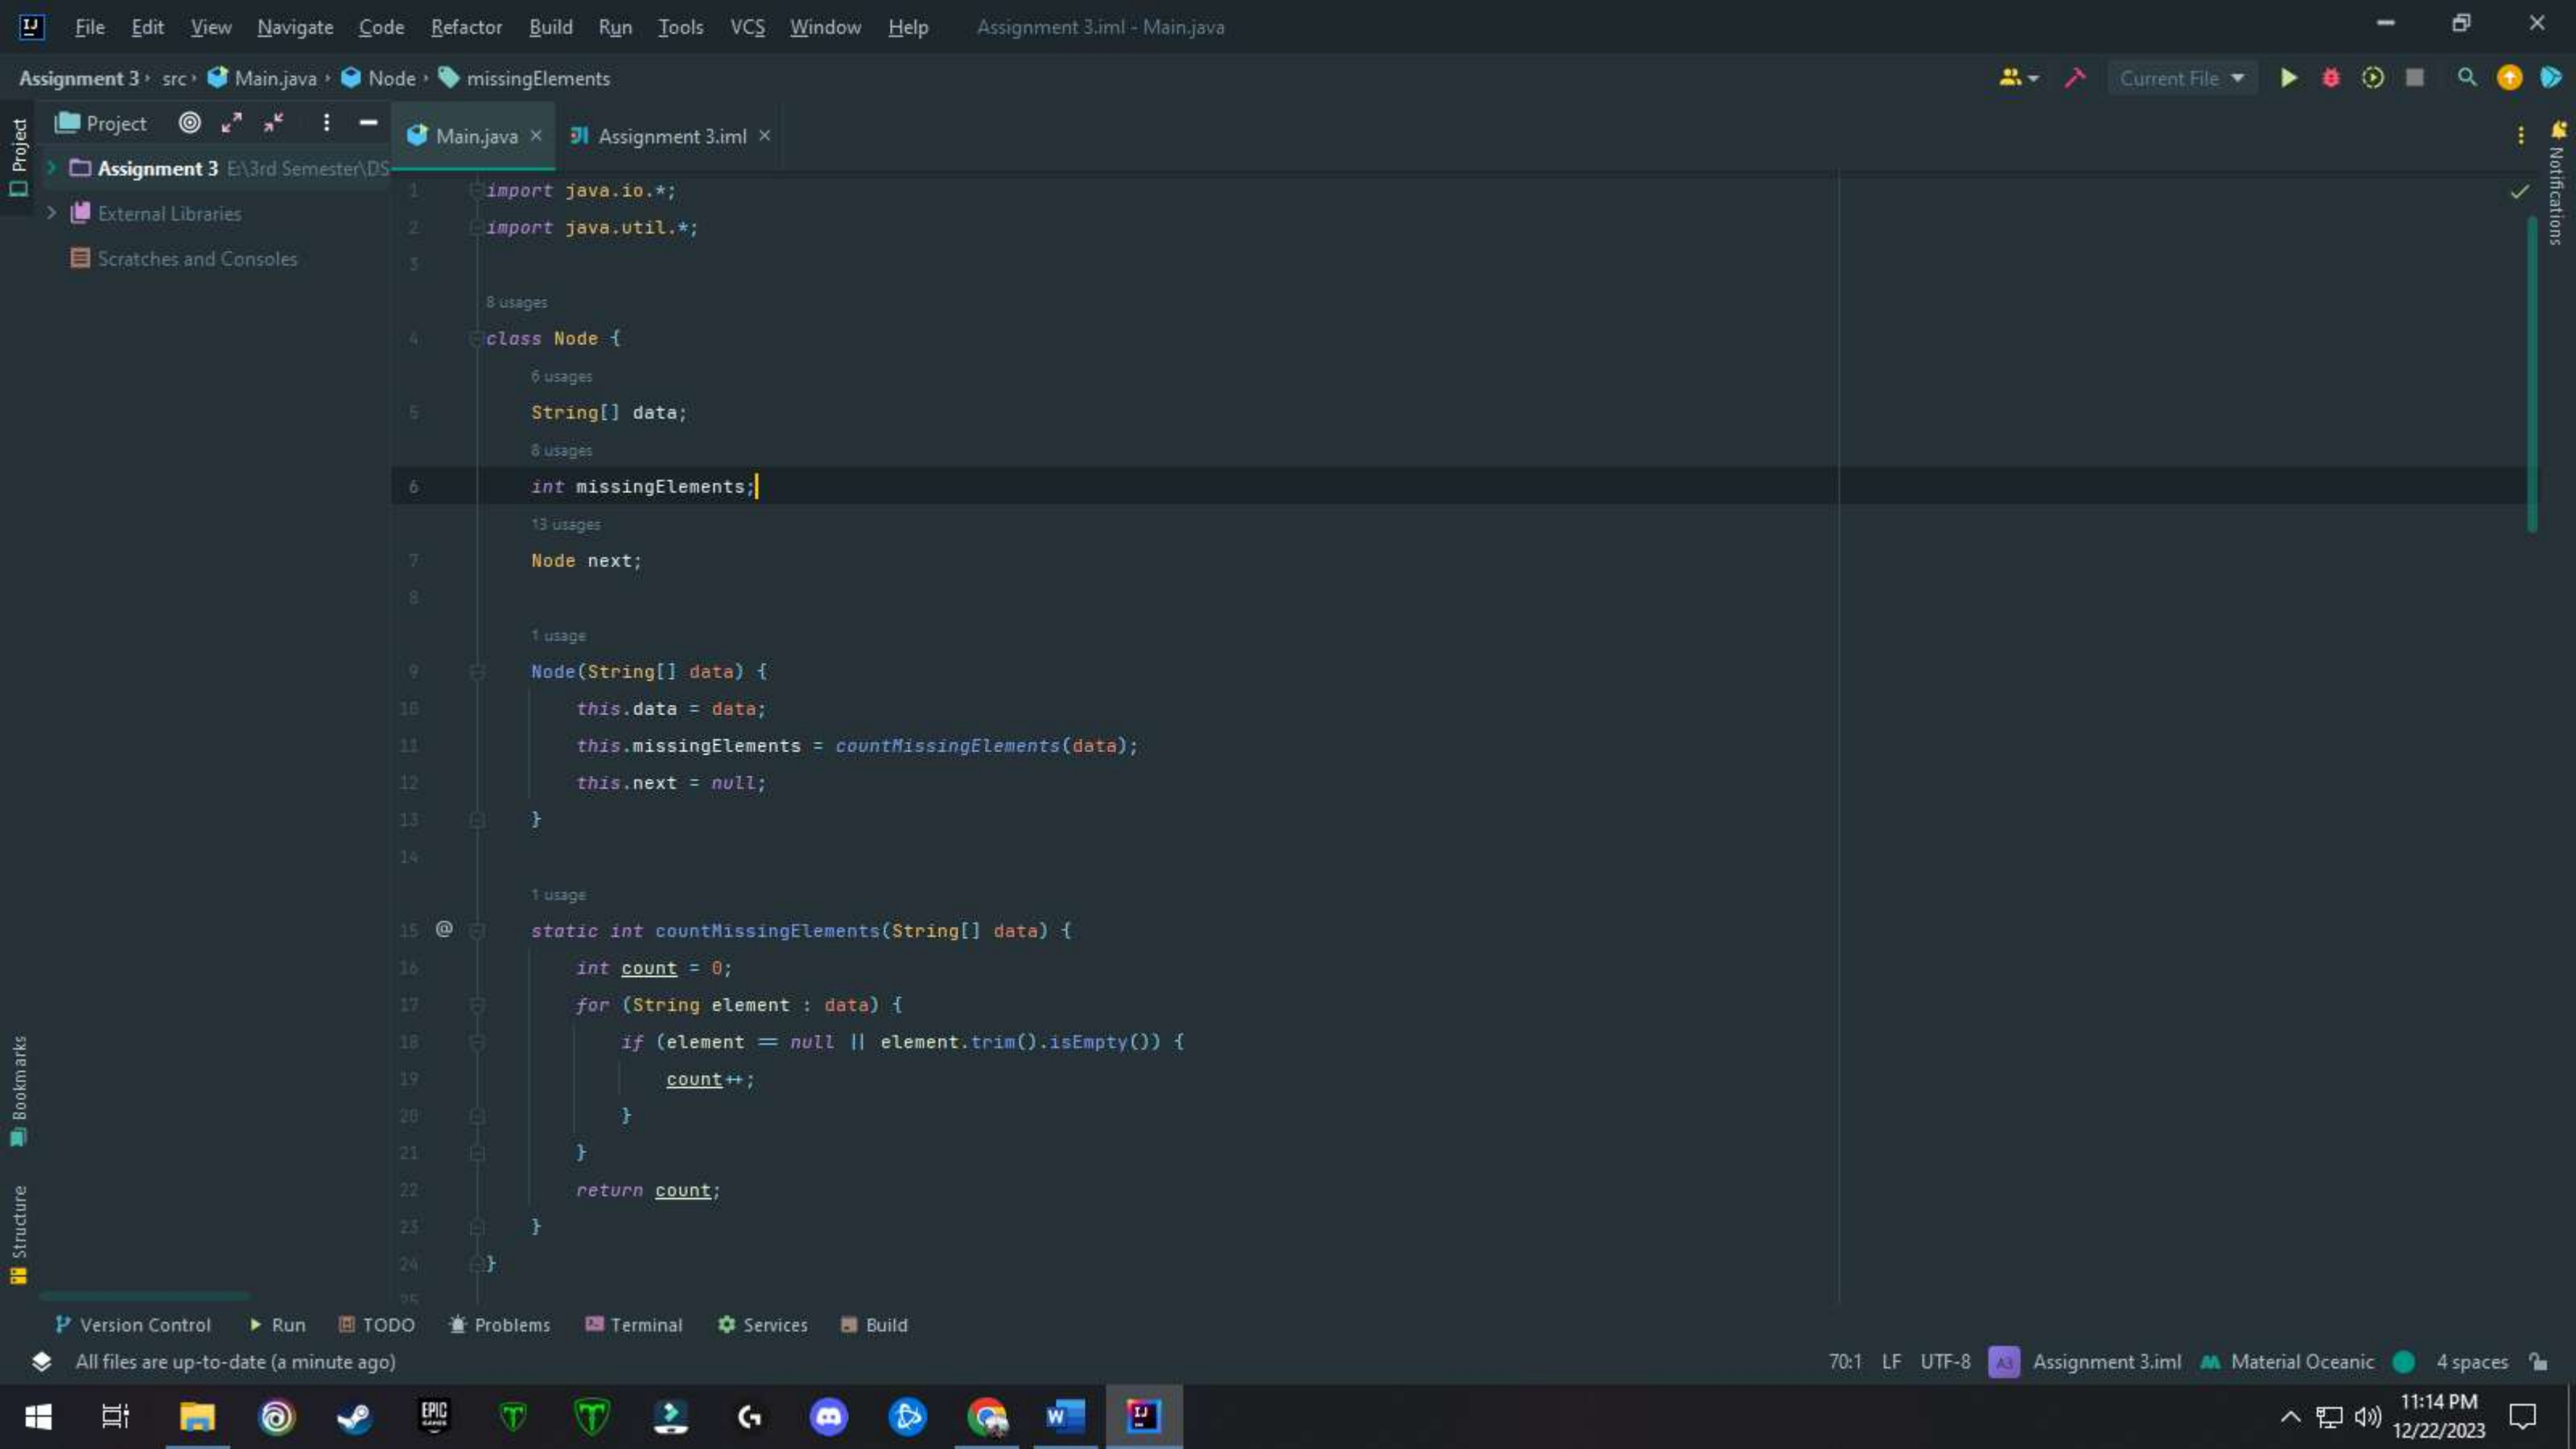 File Edit View Navigate Code Refactor Build Run Tools VCS Window Help Assignment 3.iml - Main.java
Assignment 3 src Main.java Node missingElements Current File
Project
Project
Main.java
Assignment 3.iml
Notifications
Assignment 3 E:\3rd Semester\DS
External Libraries
Scratches and Consoles
1 import java.io.*;
2 import java.util.*;
3
8 usages
4 class Node {
6 usages
5 String[] data;
8 usages
6 int missingElements;
13 usages
7 Node next;
8
1 usage
9 Node(String[] data) {
10 this.data = data;
11 this.missingElements = countMissingElements(data);
12 this.next = null;
13 }
14
1 usage
15 @ static int countMissingElements(String[] data) {
16 int count = 0;
17 for (String element : data) {
18 if (element == null || element.trim().isEmpty()) {
19 count++;
20 }
21 }
22 return count;
23 }
24 }
25
Bookmarks
Structure
Version Control Run TODO Problems Terminal Services Build
All files are up-to-date (a minute ago) 70:1 LF UTF-8 A3 Assignment 3.iml Material Oceanic 4 spaces
EPIC GAMES
W
IJ
11:14 PM
12/22/2023